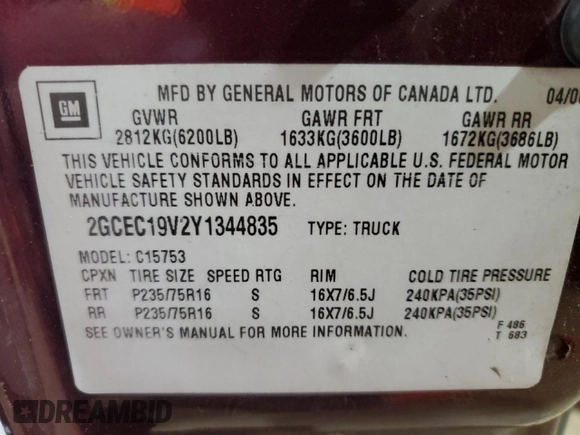 GM
MFD BY GENERAL MOTORS OF CANADA LTD. 04/00
GVWR GAWR FRT GAWR RR
2812KG(6200LB) 1633KG(3600LB) 1672KG(3686LB)
THIS VEHICLE CONFORMS TO ALL APPLICABLE U.S. FEDERAL MOTOR
VEHICLE SAFETY STANDARDS IN EFFECT ON THE DATE OF
MANUFACTURE SHOWN ABOVE.
2GCEC19V2Y1344835 TYPE: TRUCK
MODEL: C15753
CPXN TIRE SIZE SPEED RTG RIM COLD TIRE PRESSURE
FRT P235/75R16 S 16X7/6.5J 240KPA(35PSI)
RR P235/75R16 S 16X7/6.5J 240KPA(35PSI)
SEE OWNER'S MANUAL FOR MORE INFORMATION.
F 486
T 683
DREAMBID